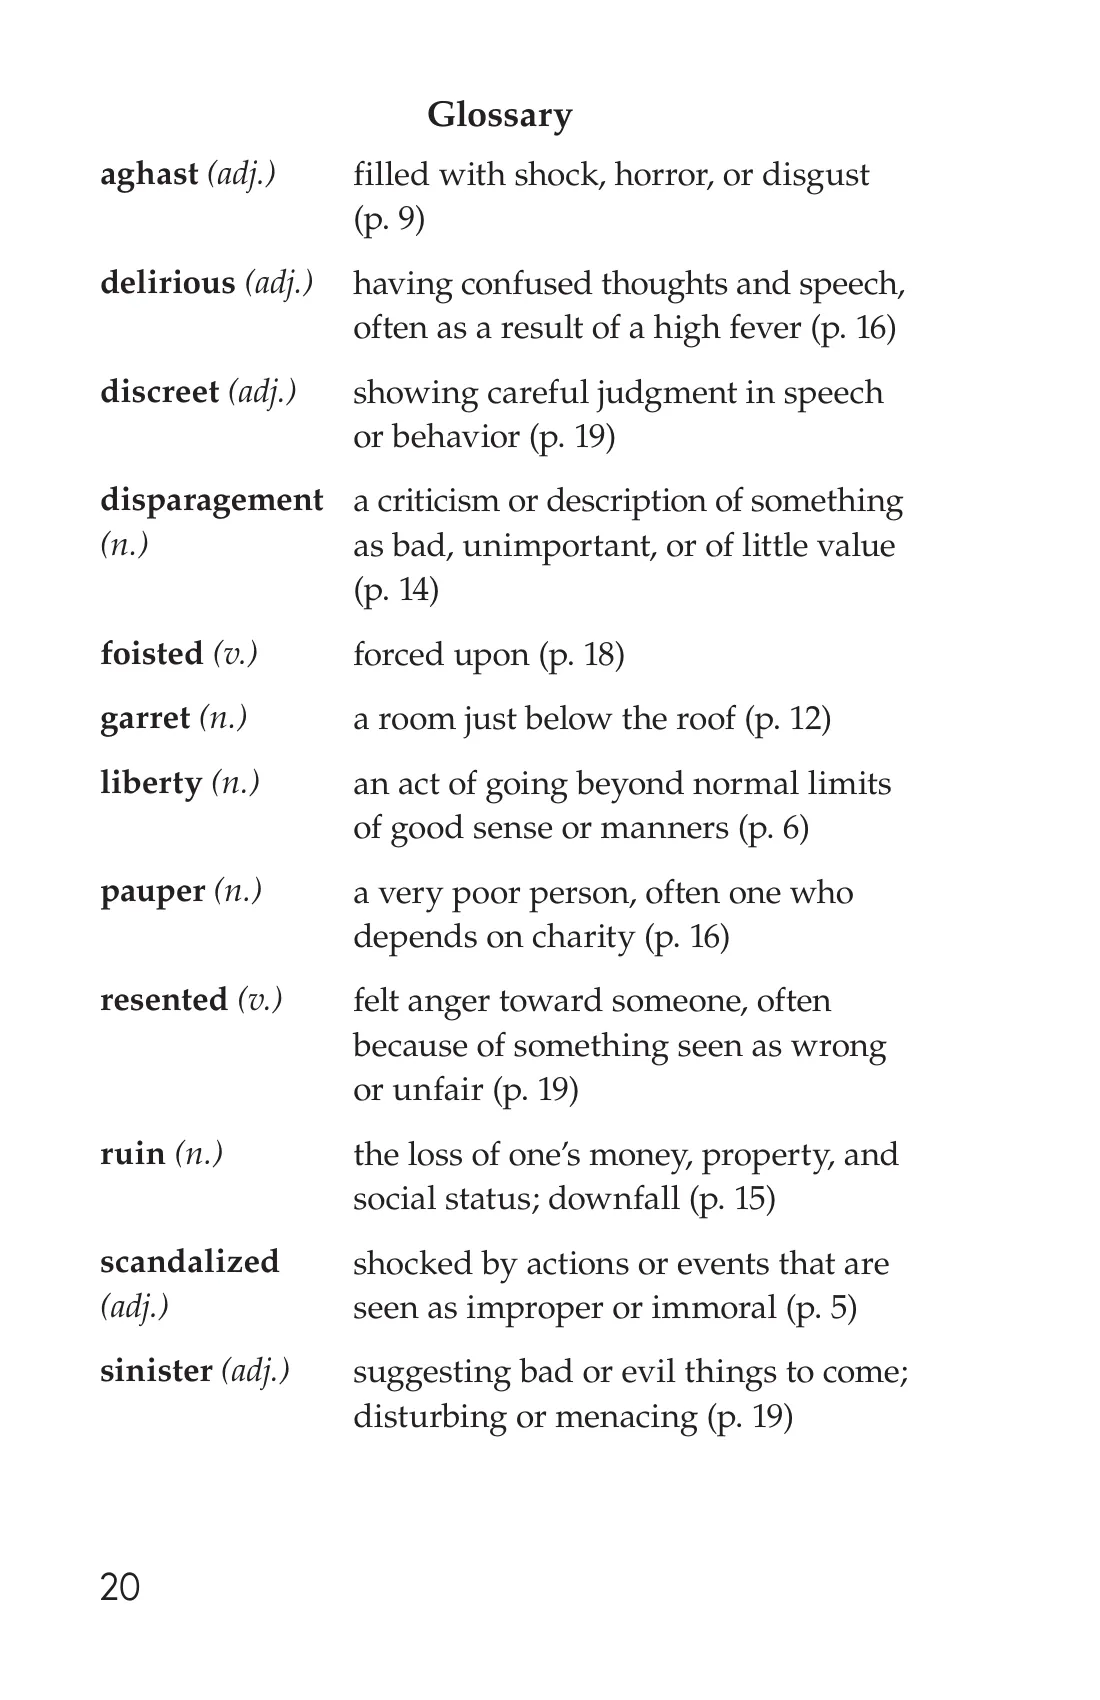 Glossary
aghast (adj.) filled with shock, horror, or disgust
(p. 9)
delirious (adj.) having confused thoughts and speech,
often as a result of a high fever (p. 16)
discreet (adj.) showing careful judgment in speech
or behavior (p. 19)
disparagement a criticism or description of something
(n.) as bad, unimportant, or of little value
(p. 14)
foisted (v.) forced upon (p. 18)
garret (n.) a room just below the roof (p. 12)
liberty (n.) an act of going beyond normal limits
of good sense or manners (p. 6)
pauper (n.) a very poor person, often one who
depends on charity (p. 16)
resented (v.) felt anger toward someone, often
because of something seen as wrong
or unfair (p. 19)
ruin (n.) the loss of one’s money, property, and
social status; downfall (p. 15)
scandalized shocked by actions or events that are
(adj.) seen as improper or immoral (p. 5)
sinister (adj.) suggesting bad or evil things to come;
disturbing or menacing (p. 19)
20